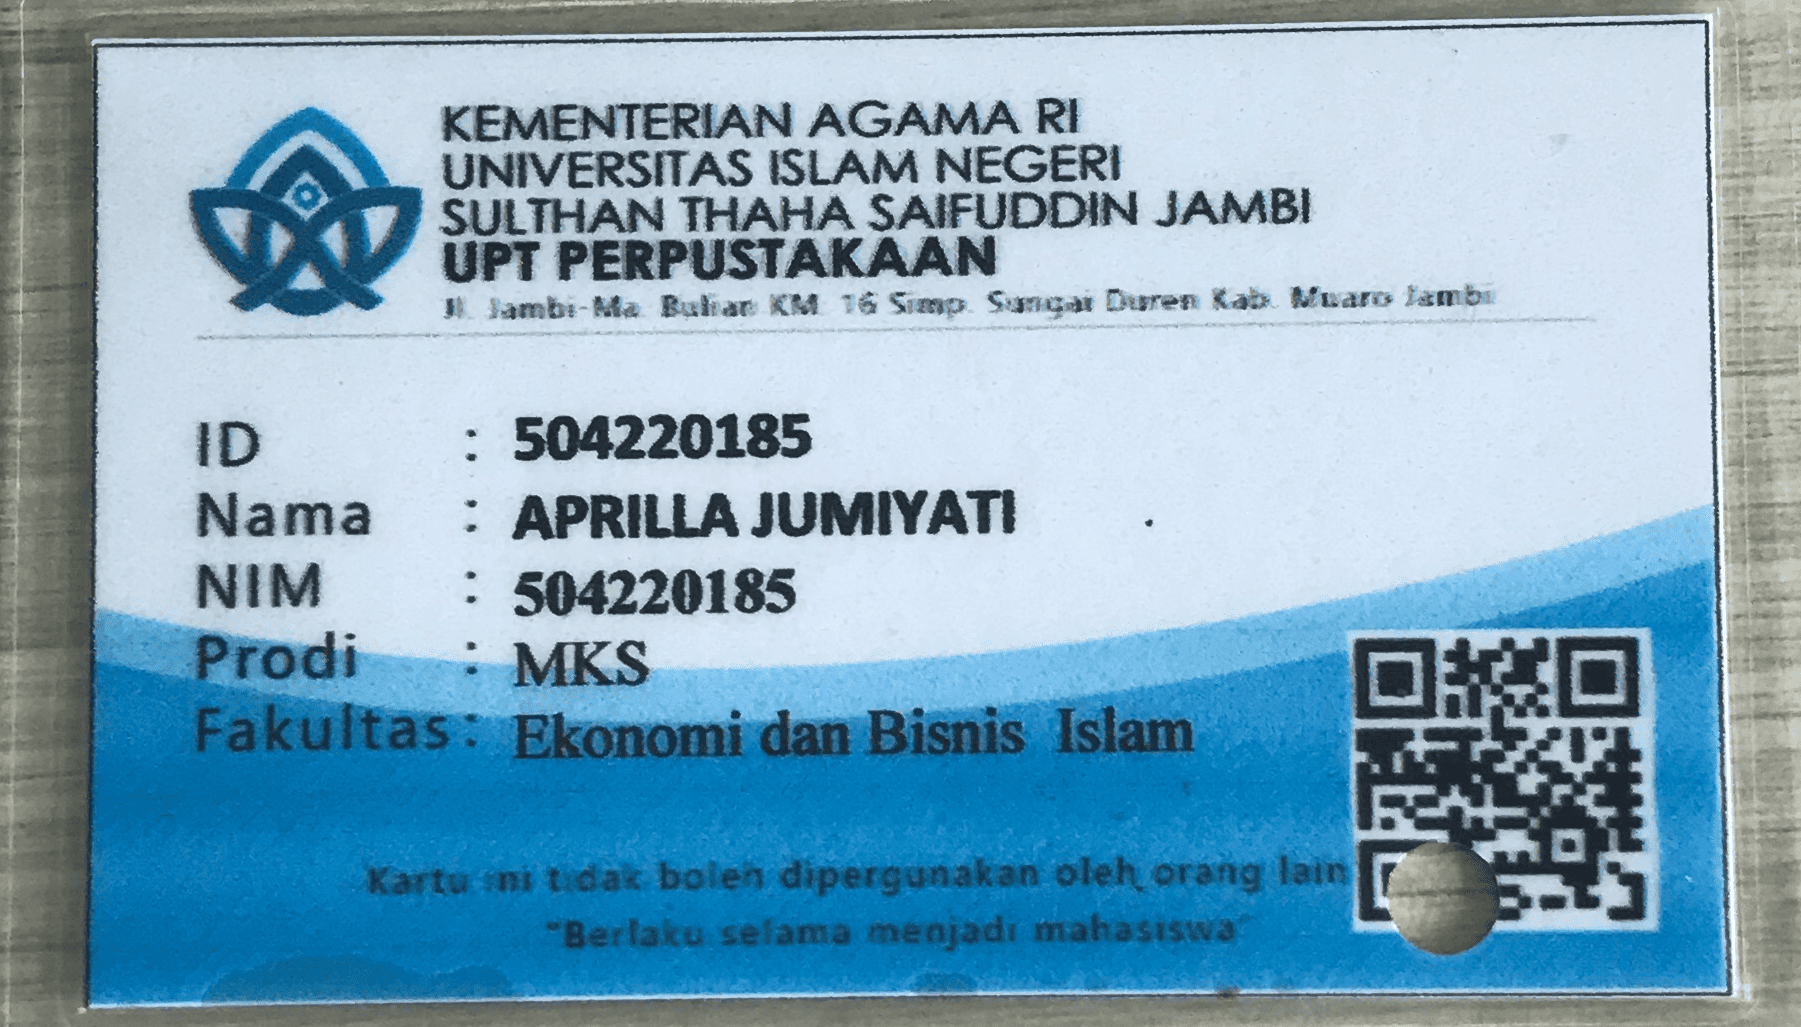 KEMENTERIAN AGAMA RI
UNIVERSITAS ISLAM NEGERI
SULTHAN THAHA SAIFUDDIN JAMBI
UPT PERPUSTAKAAN
Jl. Jambi-Ma. Bulian KM. 16 Simp. Sungai Duren Kab. Muaro Jambi
ID : 504220185
Nama : APRILLA JUMIYATI
NIM : 504220185
Prodi : MKS
Fakultas : Ekonomi dan Bisnis Islam
Kartu ini tidak boleh dipergunakan oleh orang lain
"Berlaku selama menjadi mahasiswa"